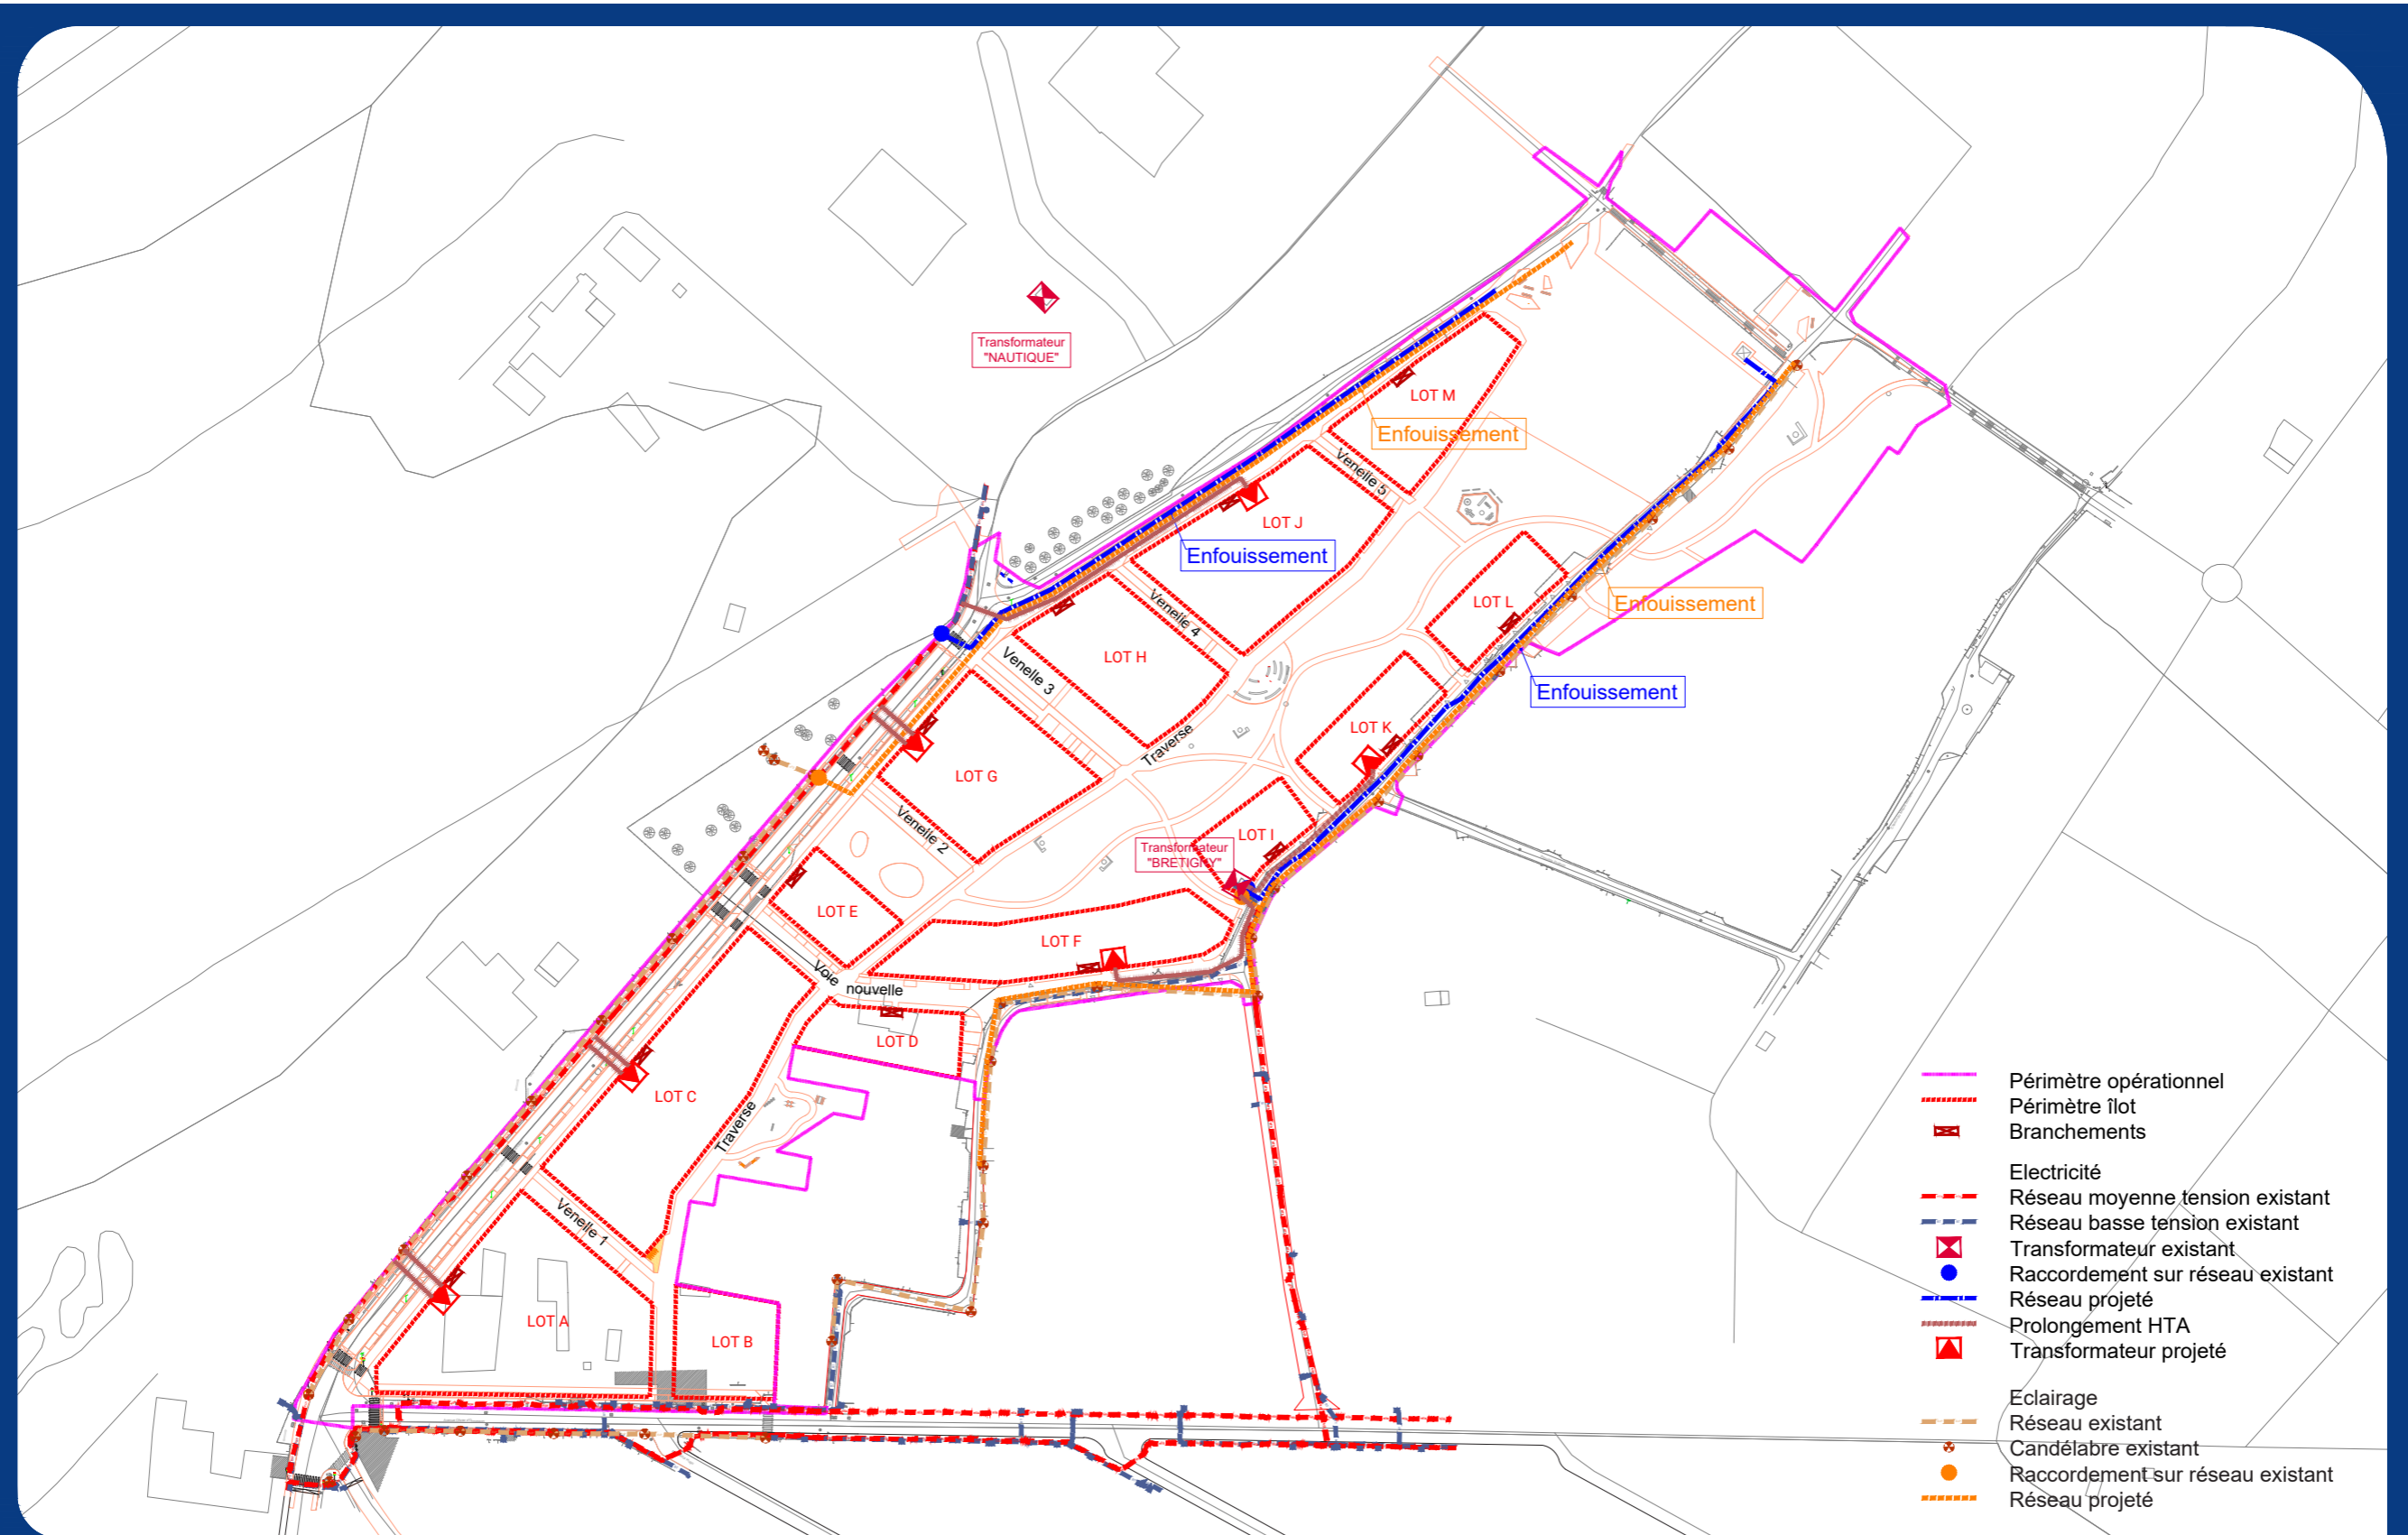 Transformateur
"NAUTIQUE"
LOT M
Enfouissement
Venelle 5
LOT J
Enfouissement
Venelle 4
LOT L
Enfouissement
LOT H
Venelle 3
Enfouissement
LOT K
Traverse
LOT G
Venelle 2
LOT I
Transformateur
"BRETIGNY"
LOT E
LOT F
Voie nouvelle
LOT D
LOT C
Traverse
Venelle 1
LOT A
LOT B
Périmètre opérationnel
Périmètre îlot
Branchements
Electricité
Réseau moyenne tension existant
Réseau basse tension existant
Transformateur existant
Raccordement sur réseau existant
Réseau projeté
Prolongement HTA
Transformateur projeté
Eclairage
Réseau existant
Candélabre existant
Raccordement sur réseau existant
Réseau projeté